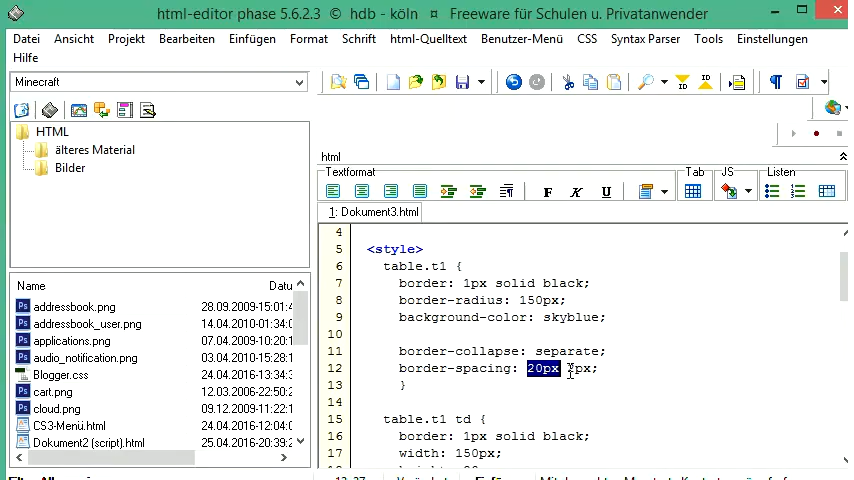 html-editor phase 5.6.2.3 © hdb - köln ¤ Freeware für Schulen u. Privatanwender
Datei Ansicht Projekt Bearbeiten Einfügen Format Schrift html-Quelltext Benutzer-Menü CSS Syntax Parser Tools Einstellungen
Hilfe
Minecraft
HTML
älteres Material
Bilder
html
Textformat Tab JS Listen
F K U
1: Dokument3.html
Name Datu
addressbook.png 28.09.2009-15:01:4
addressbook_user.png 14.04.2010-01:34:0
applications.png 07.04.2009-10:20:1
audio_notification.png 03.04.2010-15:28:1
Blogger.css 24.04.2016-13:34:3
cart.png 12.03.2006-22:50:2
cloud.png 09.12.2009-11:22:1
CS3-Menü.html 24.04.2016-12:04:0
Dokument2 (script).html 25.04.2016-20:39:2
4
5 <style>
6 table.t1 {
7 border: 1px solid black;
8 border-radius: 150px;
9 background-color: skyblue;
10
11 border-collapse: separate;
12 border-spacing: 20px px;
13 }
14
15 table.t1 td {
16 border: 1px solid black;
17 width: 150px;